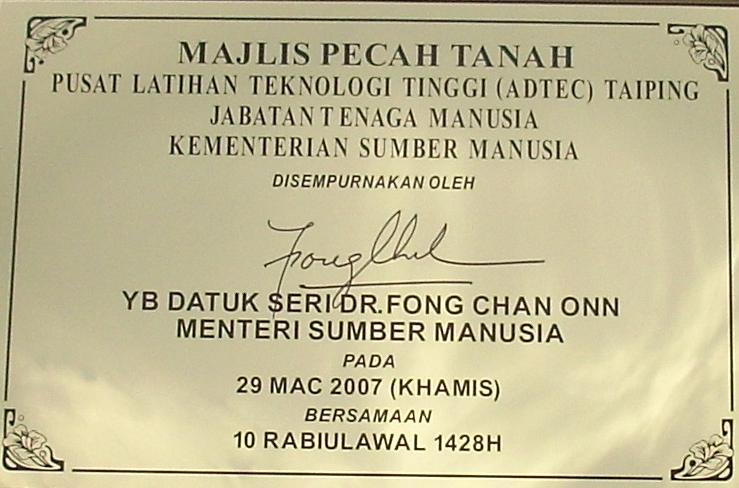 MAJLIS PECAH TANAH
PUSAT LATIHAN TEKNOLOGI TINGGI (ADTEC) TAIPING
JABATAN TENAGA MANUSIA
KEMENTERIAN SUMBER MANUSIA
DISEMPURNAKAN OLEH
YB DATUK SERI DR.FONG CHAN ONN
MENTERI SUMBER MANUSIA
PADA
29 MAC 2007 (KHAMIS)
BERSAMAAN
10 RABIULAWAL 1428H